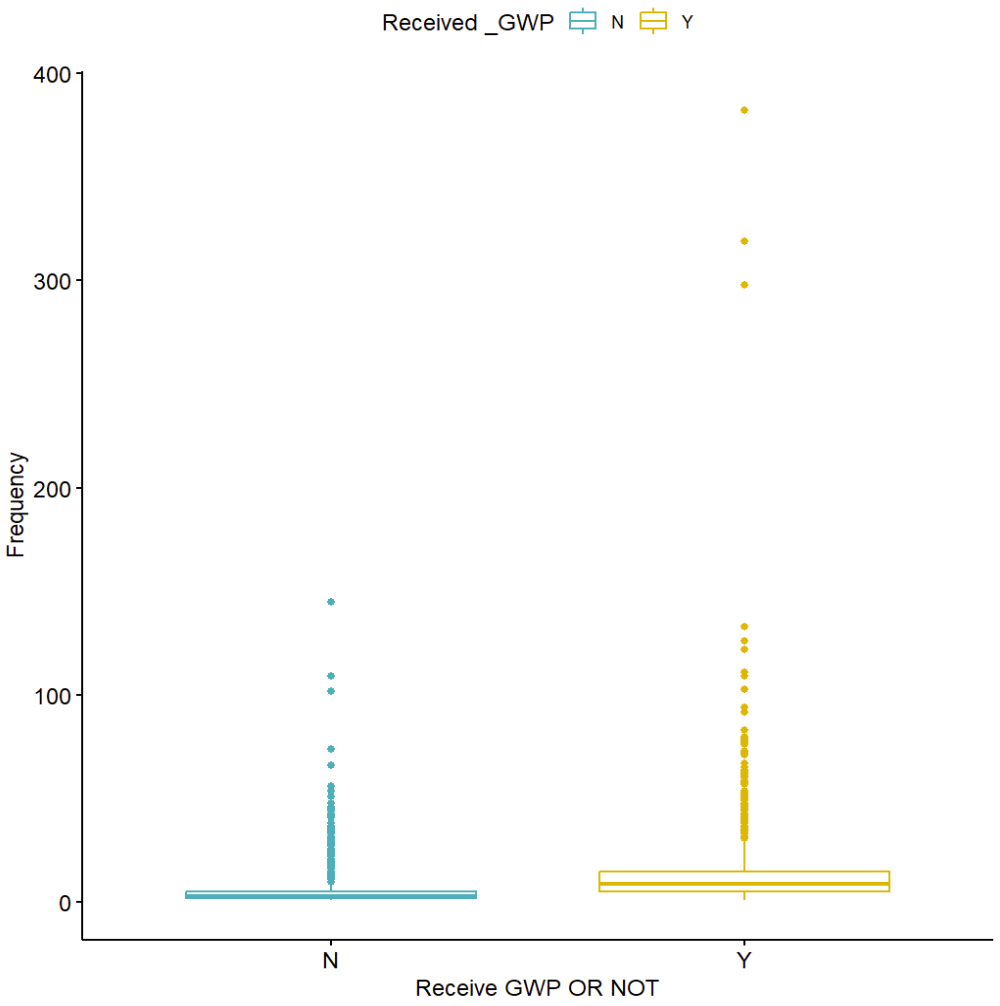 Received _GWP N Y
400
300
200
100
0
Frequency
N Y
Receive GWP OR NOT